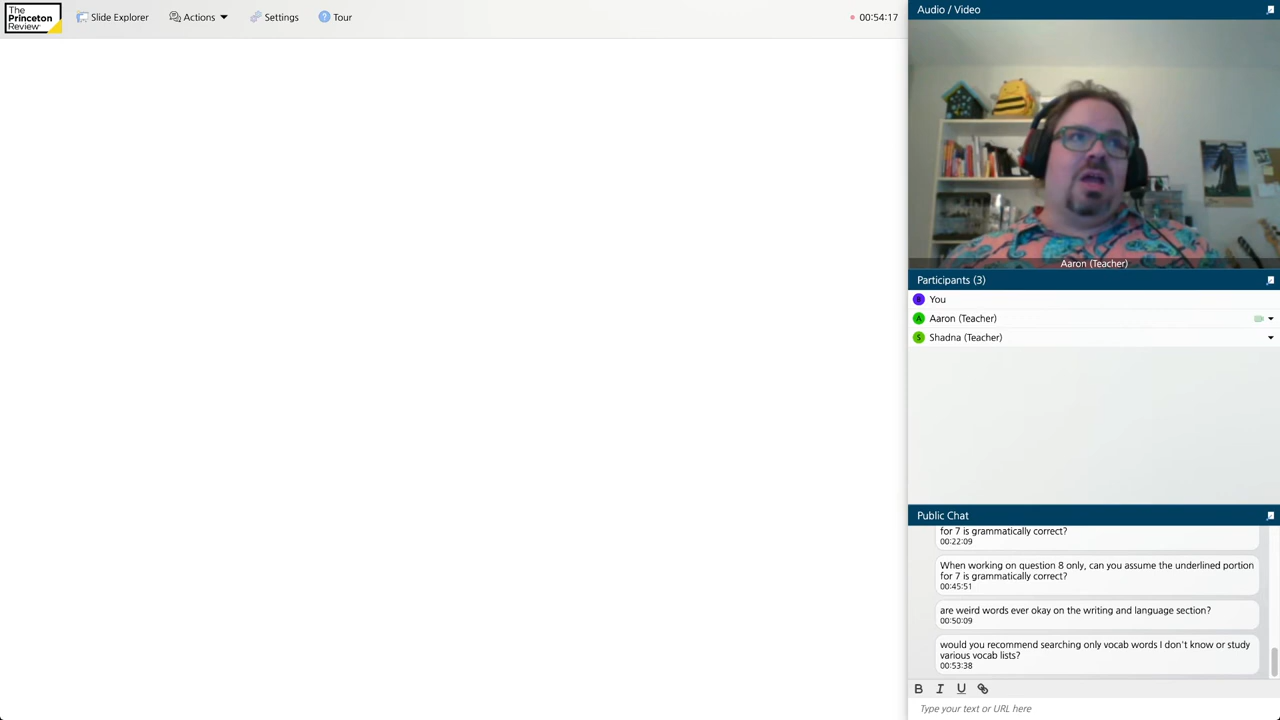 The
Princeton
Review
Slide Explorer
Actions
Settings
Tour
00:54:17
Audio / Video
Aaron (Teacher)
Participants (3)
B You
A Aaron (Teacher)
S Shadna (Teacher)
Public Chat
for 7 is grammatically correct?
00:22:09
When working on question 8 only, can you assume the underlined portion
for 7 is grammatically correct?
00:45:51
are weird words ever okay on the writing and language section?
00:50:09
would you recommend searching only vocab words I don't know or study
various vocab lists?
00:53:38
B I U
Type your text or URL here